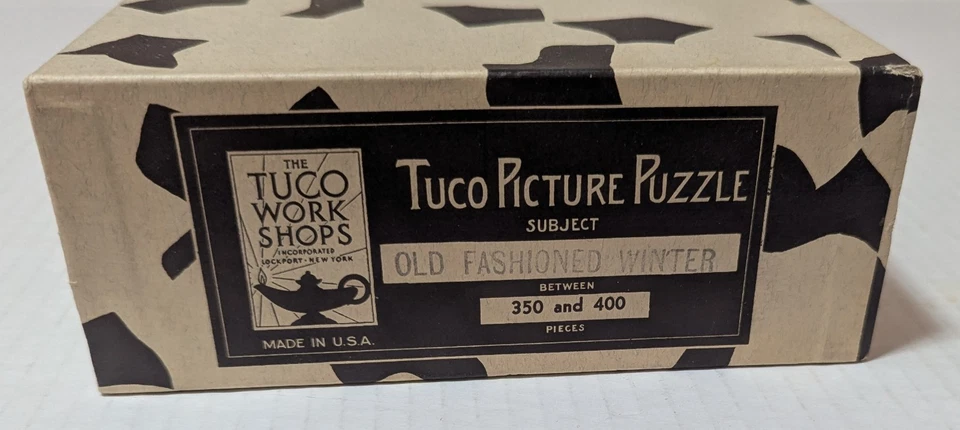 THE
TUCO
WORK
SHOPS
INCORPORATED
LOCKPORT • NEW YORK
MADE IN U.S.A.
TUCO PICTURE PUZZLE
SUBJECT
OLD FASHIONED WINTER
BETWEEN
350 and 400
PIECES